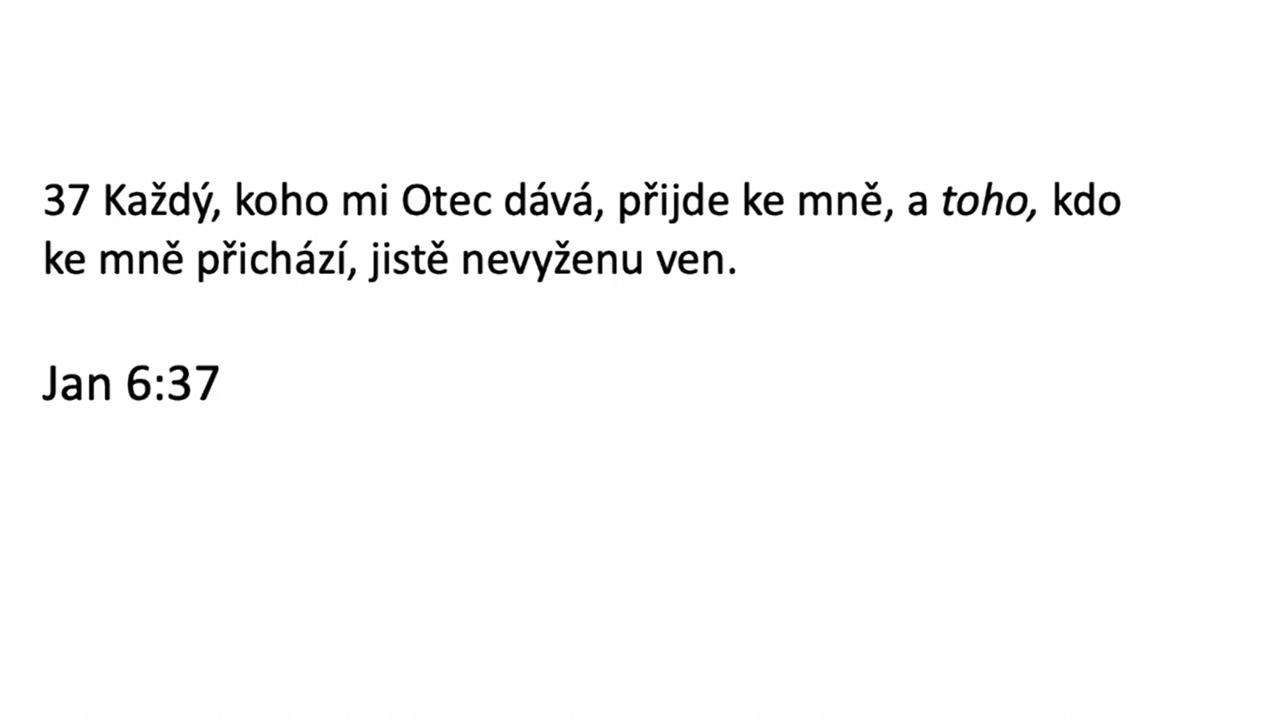 37 Každý, koho mi Otec dává, přijde ke mně, a toho, kdo
ke mně přichází, jistě nevyženu ven.
Jan 6:37